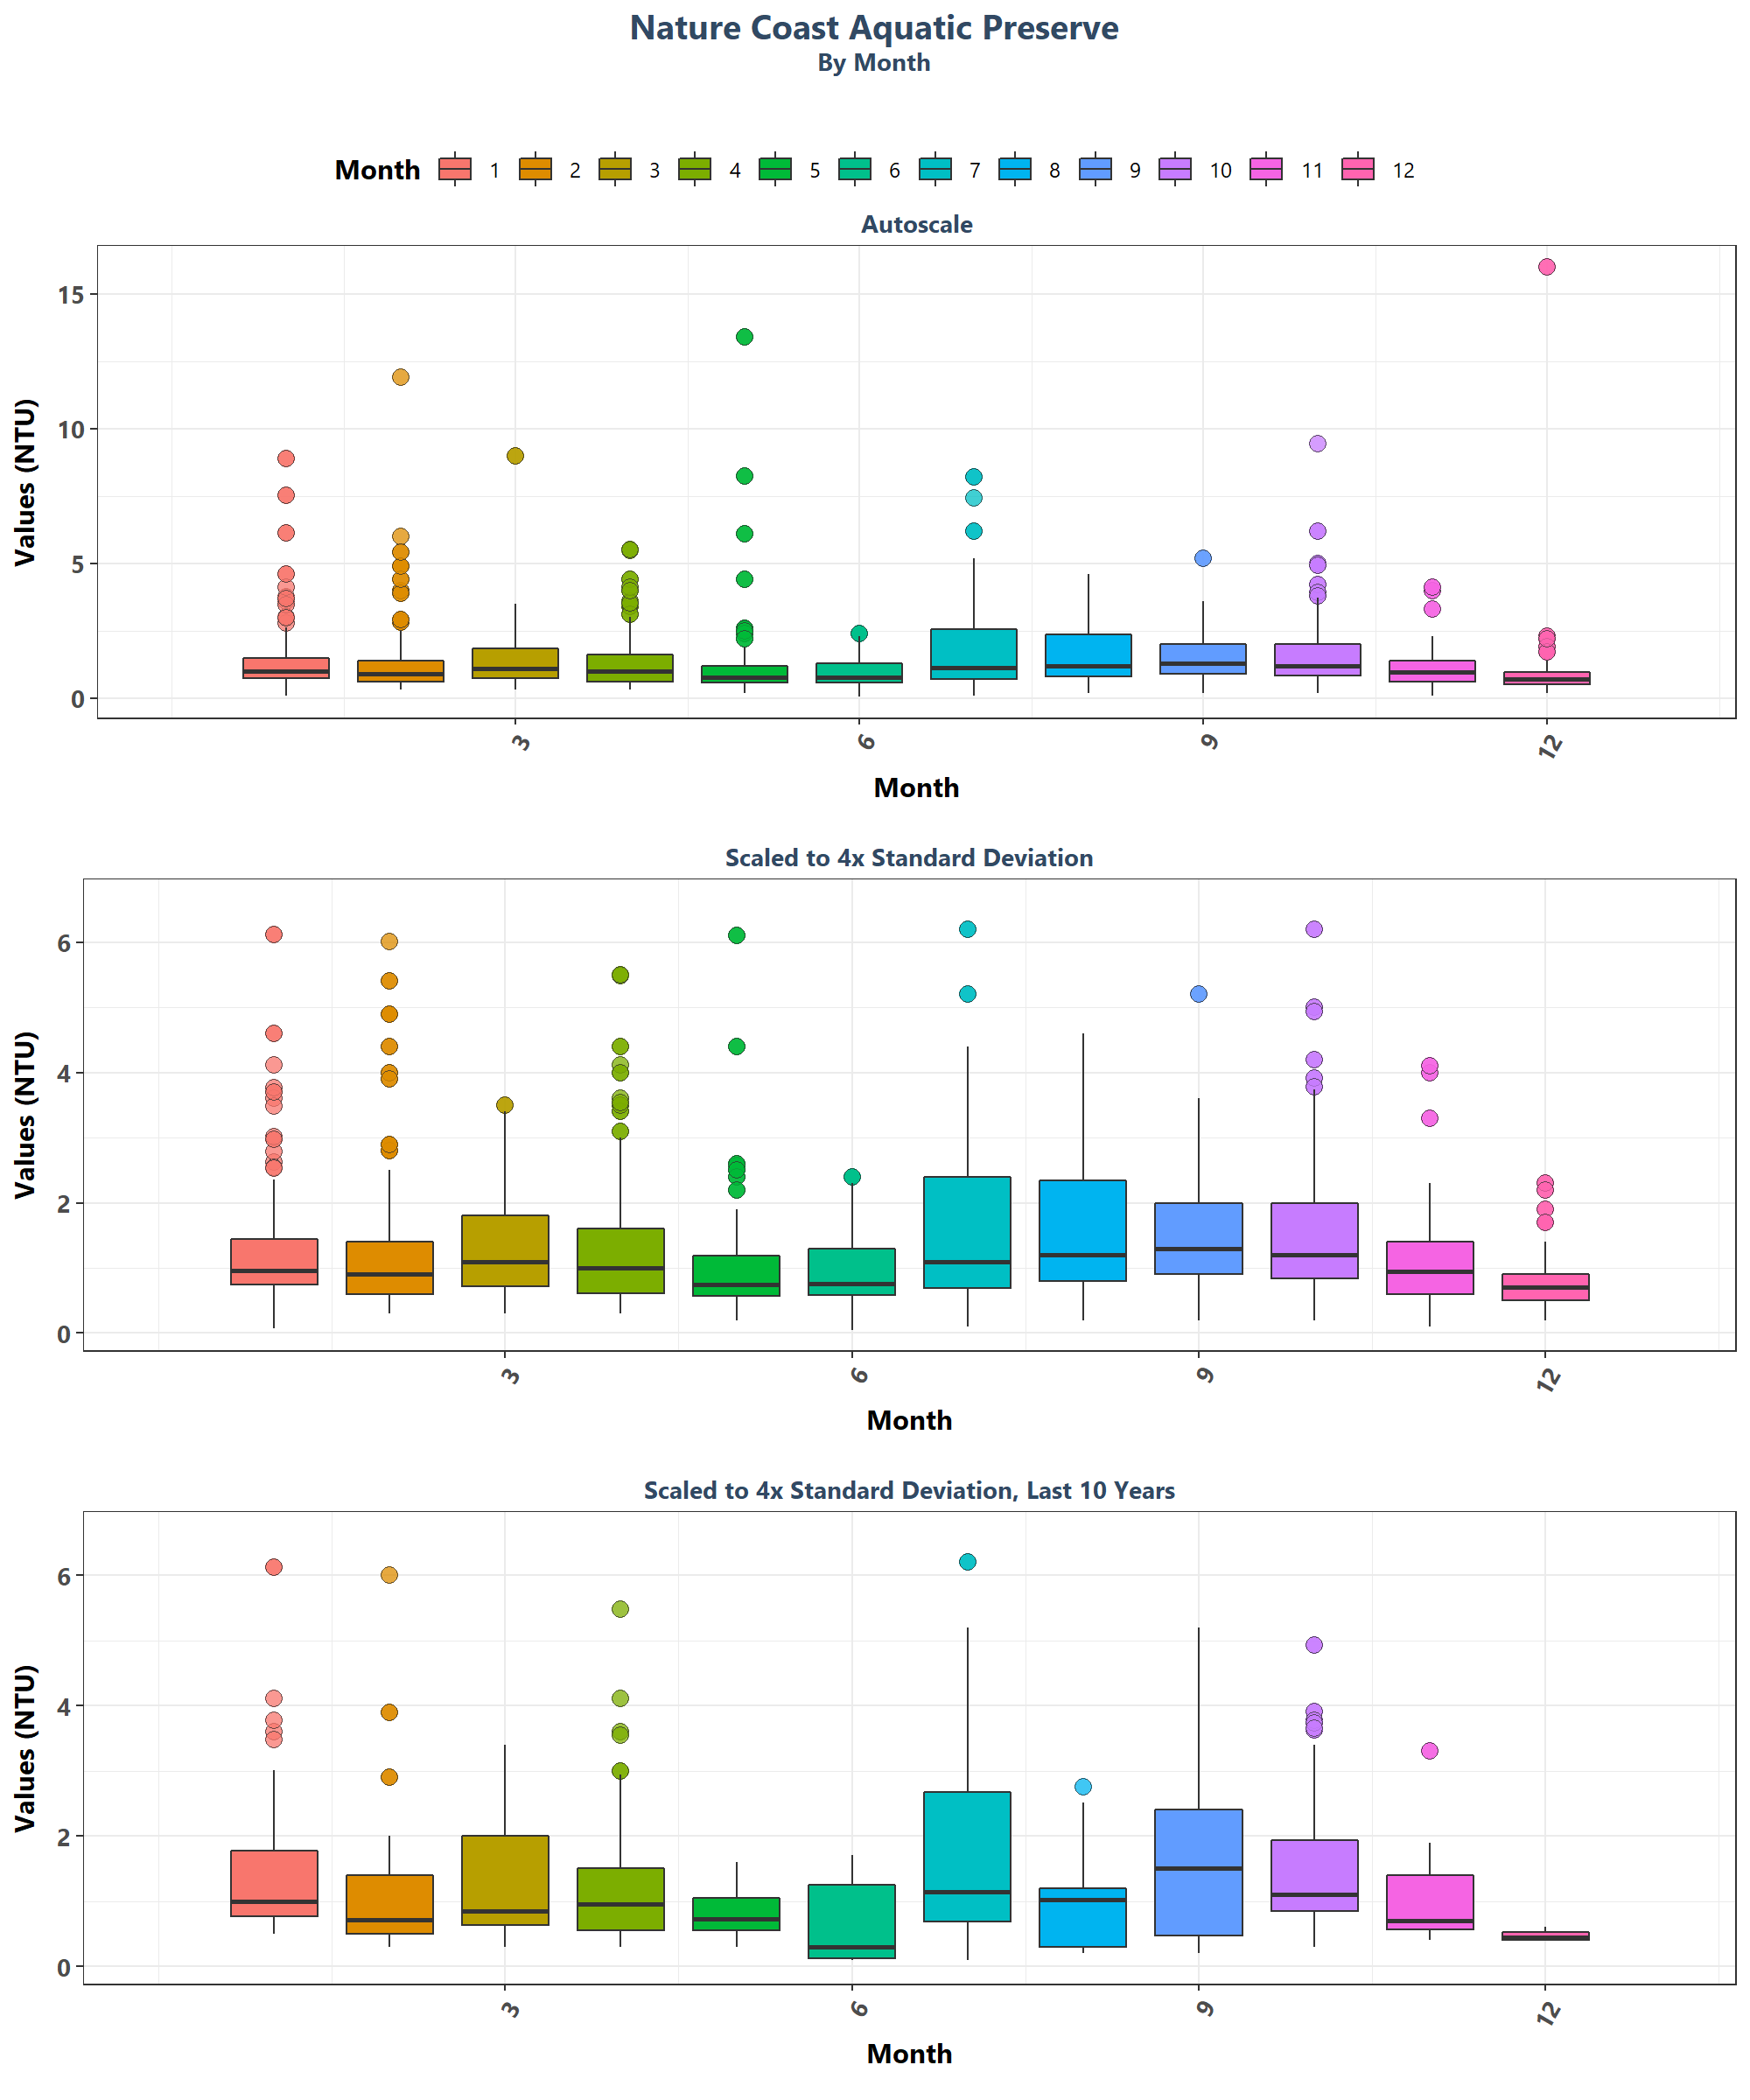 Nature Coast Aquatic Preserve
By Month
Month 1 2 3 4 5 6 7 8 9 10 11 12
Autoscale
Values (NTU)
15
10
5
0
3 6 9 12
Month
Scaled to 4x Standard Deviation
Values (NTU)
6
4
2
0
3 6 9 12
Month
Scaled to 4x Standard Deviation, Last 10 Years
Values (NTU)
6
4
2
0
3 6 9 12
Month